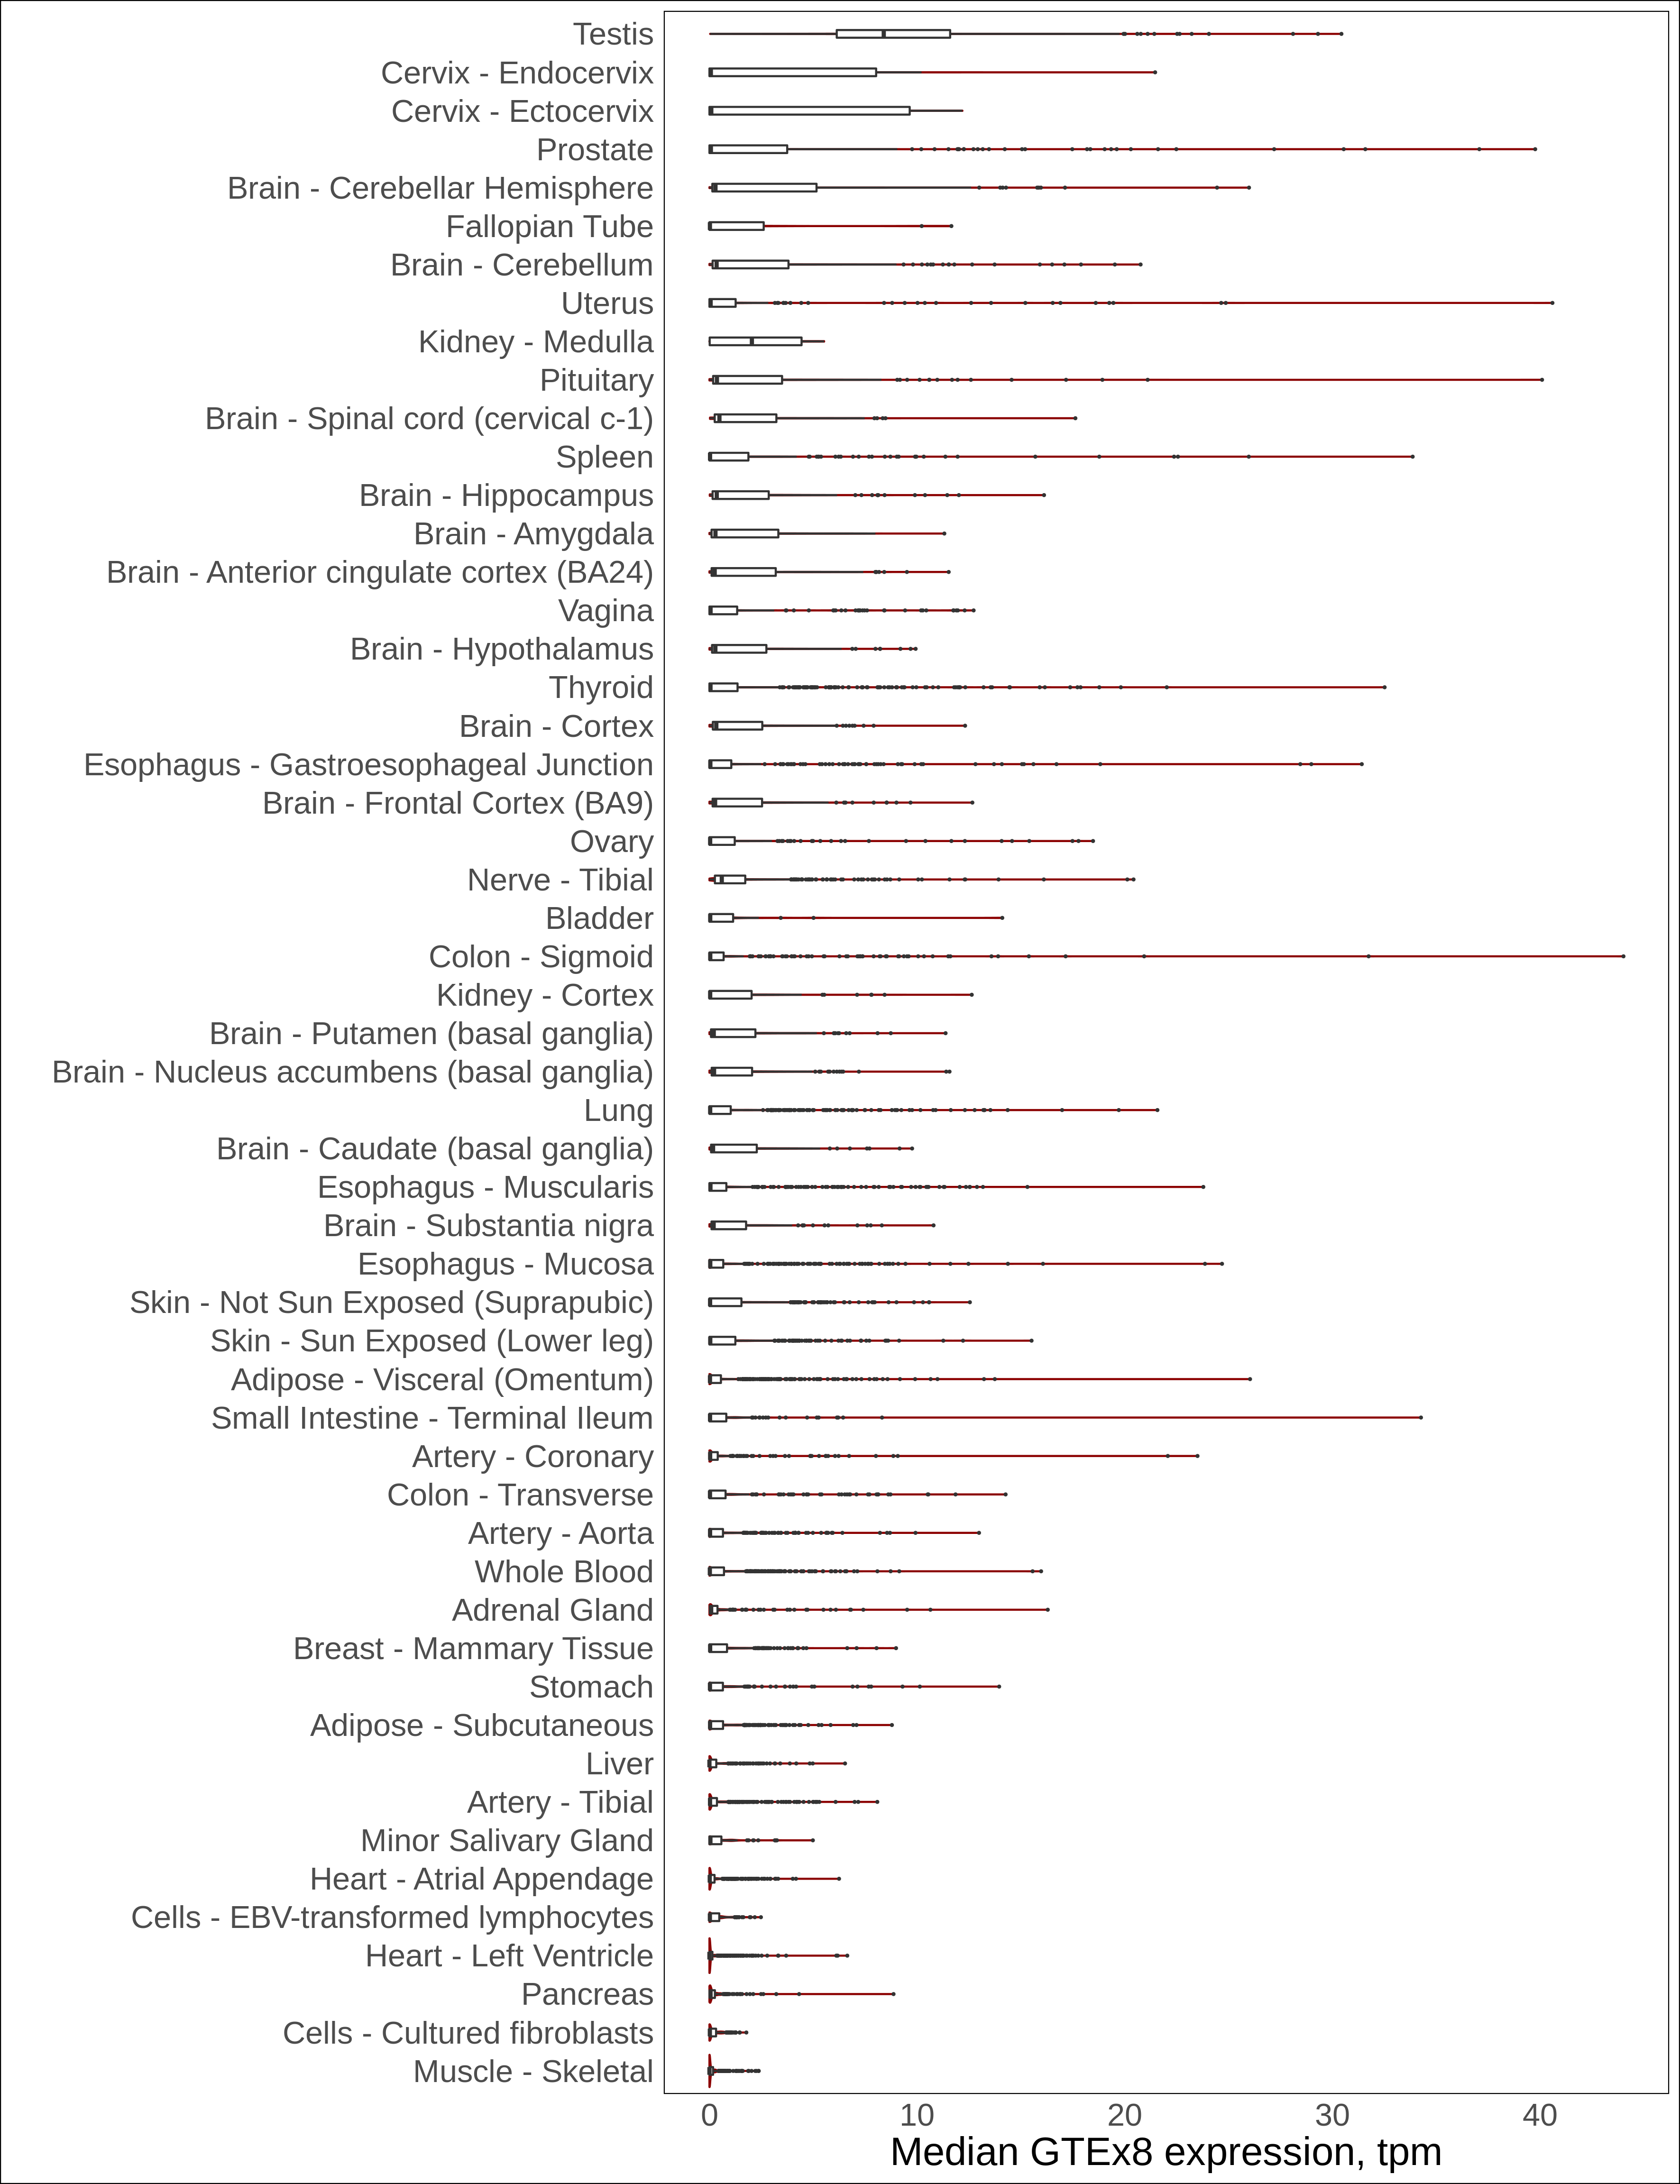 Testis
Cervix - Endocervix
Cervix - Ectocervix
Prostate
Brain - Cerebellar Hemisphere
Fallopian Tube
Brain - Cerebellum
Uterus
Kidney - Medulla
Pituitary
Brain - Spinal cord (cervical c-1)
Spleen
Brain - Hippocampus
Brain - Amygdala
Brain - Anterior cingulate cortex (BA24)
Vagina
Brain - Hypothalamus
Thyroid
Brain - Cortex
Esophagus - Gastroesophageal Junction
Brain - Frontal Cortex (BA9)
Ovary
Nerve - Tibial
Bladder
Colon - Sigmoid
Kidney - Cortex
Brain - Putamen (basal ganglia)
Brain - Nucleus accumbens (basal ganglia)
Lung
Brain - Caudate (basal ganglia)
Esophagus - Muscularis
Brain - Substantia nigra
Esophagus - Mucosa
Skin - Not Sun Exposed (Suprapubic)
Skin - Sun Exposed (Lower leg)
Adipose - Visceral (Omentum)
Small Intestine - Terminal Ileum
Artery - Coronary
Colon - Transverse
Artery - Aorta
Whole Blood
Adrenal Gland
Breast - Mammary Tissue
Stomach
Adipose - Subcutaneous
Liver
Artery - Tibial
Minor Salivary Gland
Heart - Atrial Appendage
Cells - EBV-transformed lymphocytes
Heart - Left Ventricle
Pancreas
Cells - Cultured fibroblasts
Muscle - Skeletal
0 10 20 30 40
Median GTEx8 expression, tpm